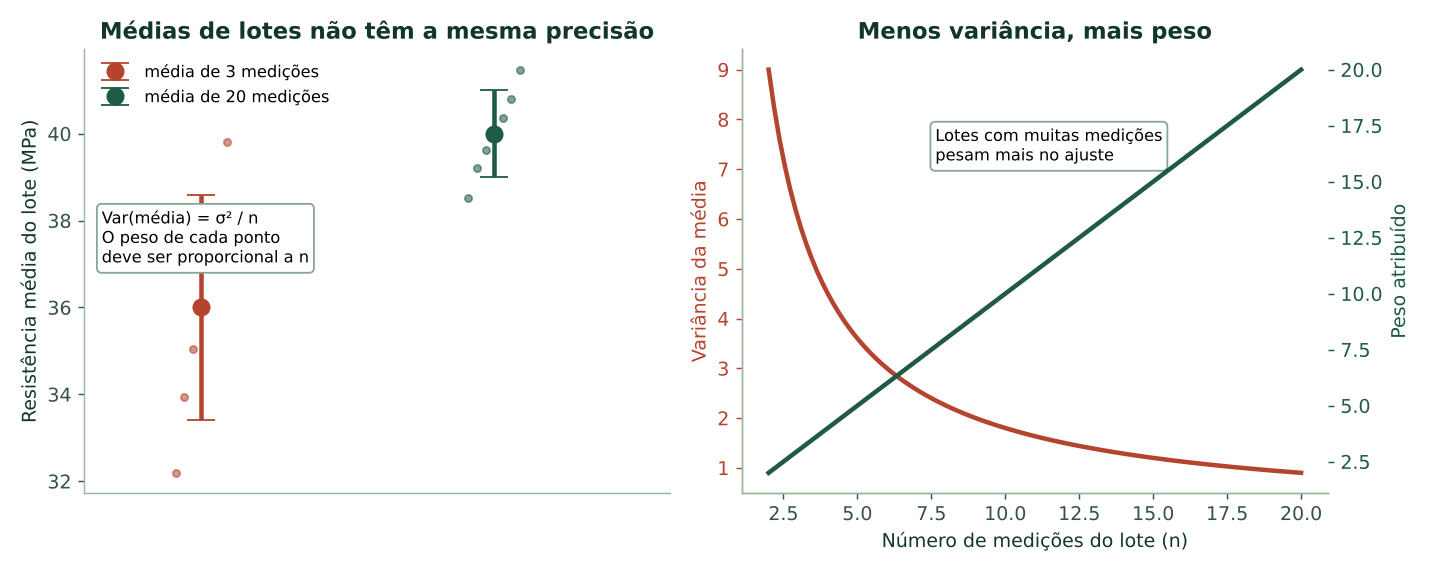 Médias de lotes não têm a mesma precisão
média de 3 medições
média de 20 medições
Var(média) = σ² / n
O peso de cada ponto
deve ser proporcional a n
Resistência média do lote (MPa)
40
38
36
34
32
Menos variância, mais peso
Lotes com muitas medições
pesam mais no ajuste
Variância da média
9
8
7
6
5
4
3
2
1
20.0
17.5
15.0
12.5
10.0
7.5
5.0
2.5
Peso atribuído
2.5 5.0 7.5 10.0 12.5 15.0 17.5 20.0
Número de medições do lote (n)